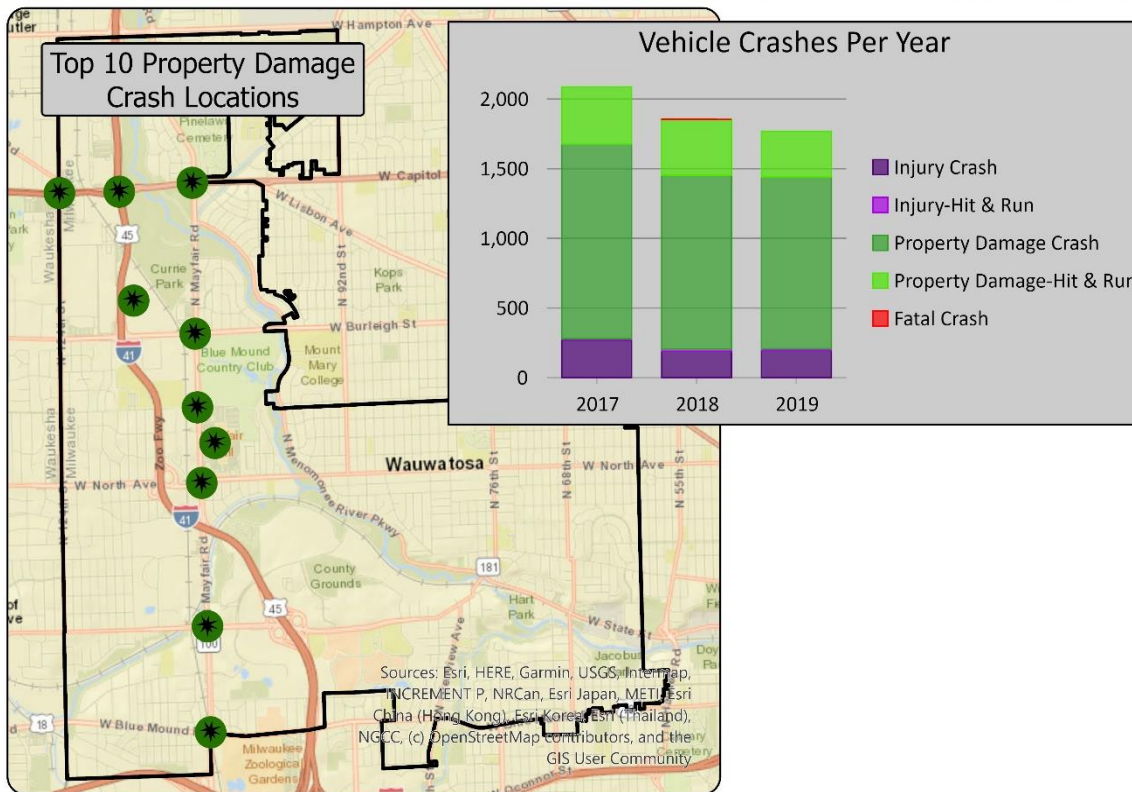 W Hampton Ave
Top 10 Property Damage
Crash Locations
Cemetery
W Capitol
Waukesha
Milwaukee
45
N Mayfair Rd
W Lisbon Ave
Currie
Park
N 92nd St
Kops
Park
W Burleigh St
41
Blue Mound
Country Club
Mount
Mary
College
Waukesha
Milwaukee
Zoo Fwy
N Menomonee
River Pkwy
Wauwatosa
N 76th St
N 68th St
N 55th St
W North Ave
W North Ave
41
Mayfair Rd
County
Grounds
181
45
Hart
Park
W State St
100
Sources: Esri, HERE, Garmin, USGS, Intermap,
INCREMENT P, NRCan, Esri Japan, METI, Esri
China (Hong Kong), Esri Korea, Esri (Thailand),
NGCC, (c) OpenStreetMap contributors, and the
GIS User Community
18
W Blue Mound
Milwaukee
Zoological
Gardens
Vehicle Crashes Per Year
2,000
1,500
1,000
500
0
2017
2018
2019
Injury Crash
Injury-Hit & Run
Property Damage Crash
Property Damage-Hit & Run
Fatal Crash